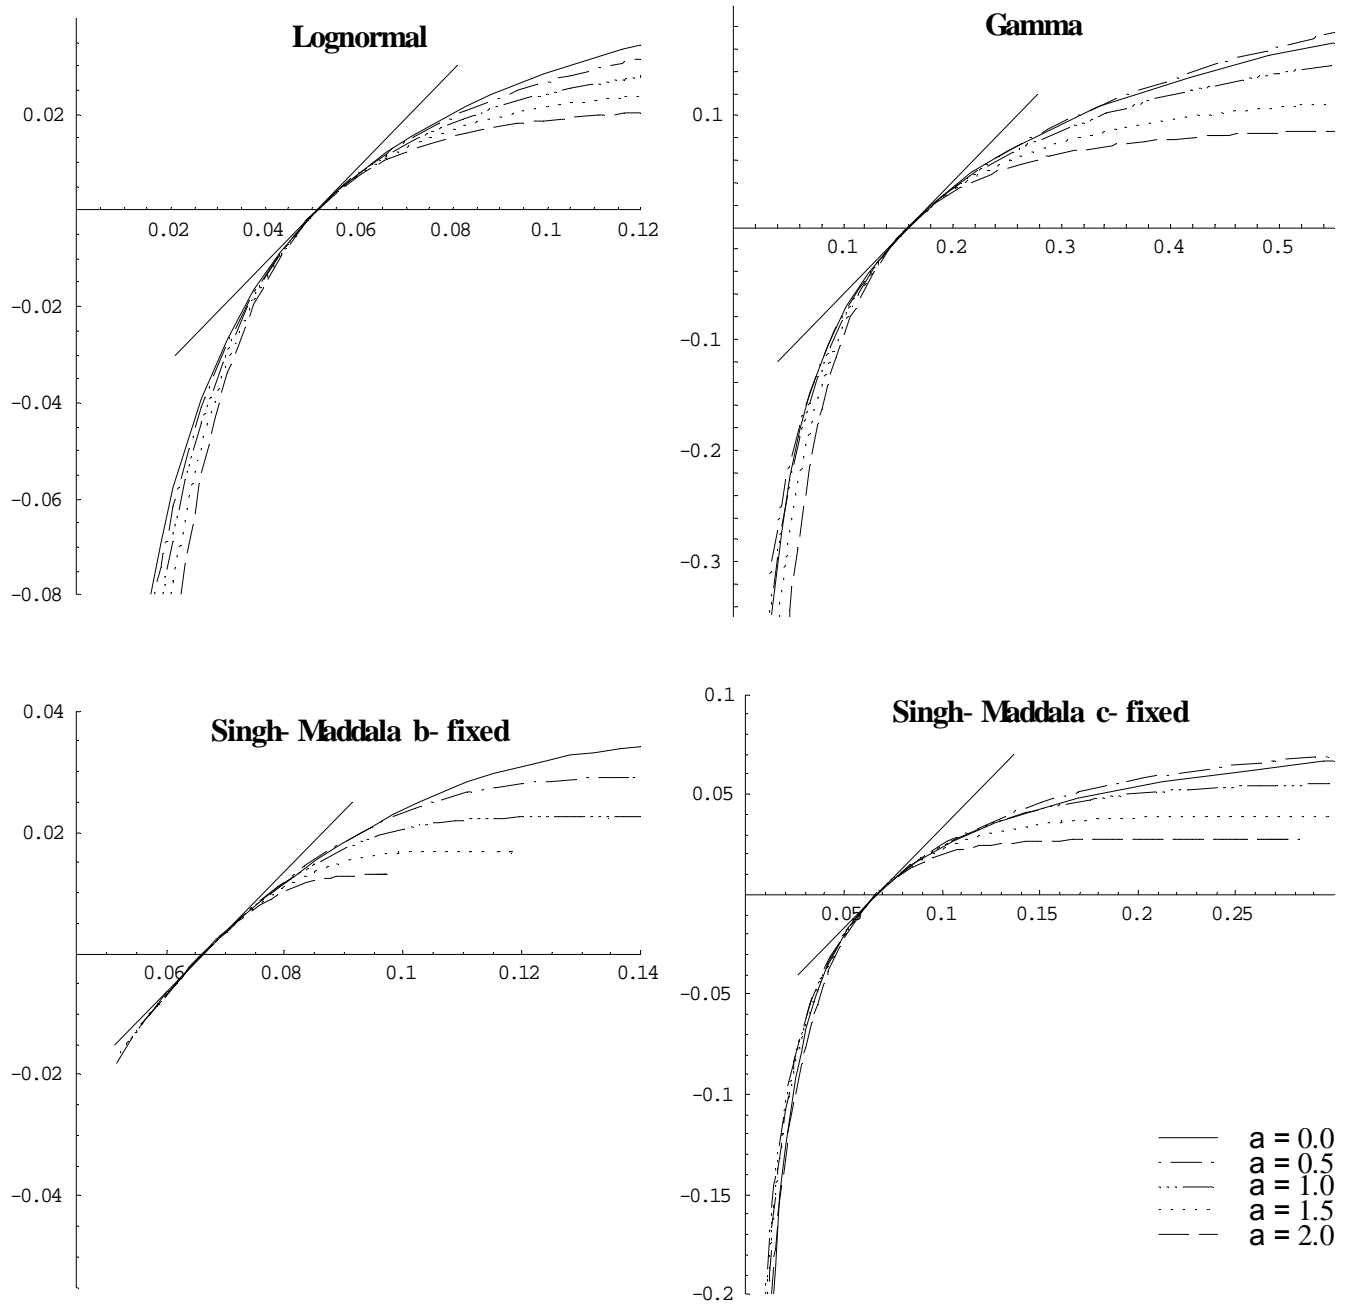 Lognormal
0.02
0.02 0.04 0.06 0.08 0.1 0.12
-0.02
-0.04
-0.06
-0.08
Gamma
0.1
0.1 0.2 0.3 0.4 0.5
-0.1
-0.2
-0.3
Singh- Maddala b- fixed
0.04
0.02
0.06 0.08 0.1 0.12 0.14
-0.02
-0.04
Singh- Maddala c- fixed
0.1
0.05
0.05 0.1 0.15 0.2 0.25
-0.05
-0.1
-0.15
-0.2
a = 0.0
a = 0.5
a = 1.0
a = 1.5
a = 2.0